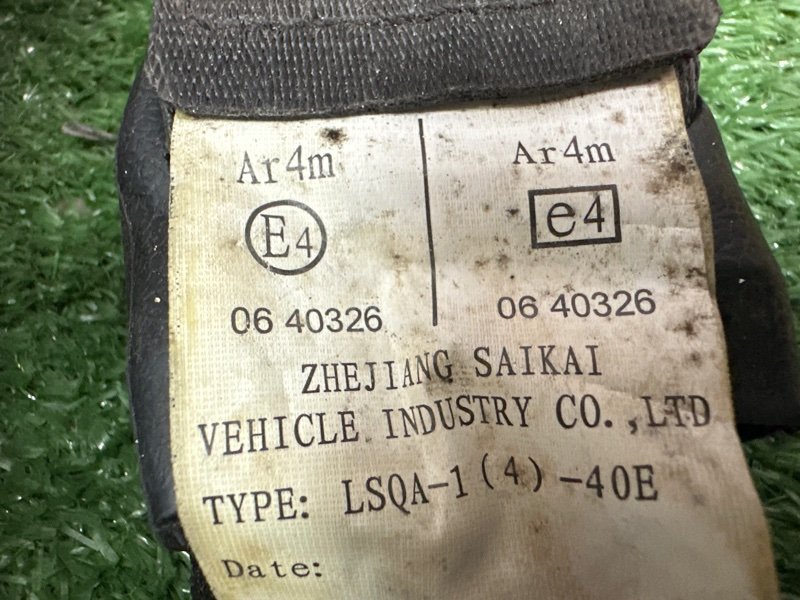 Ar4m Ar4m
E4 e4
06 40326 06 40326
ZHEJIANG SAIKAI
VEHICLE INDUSTRY CO.,LTD
TYPE: LSQA-1(4)-40E
Date: